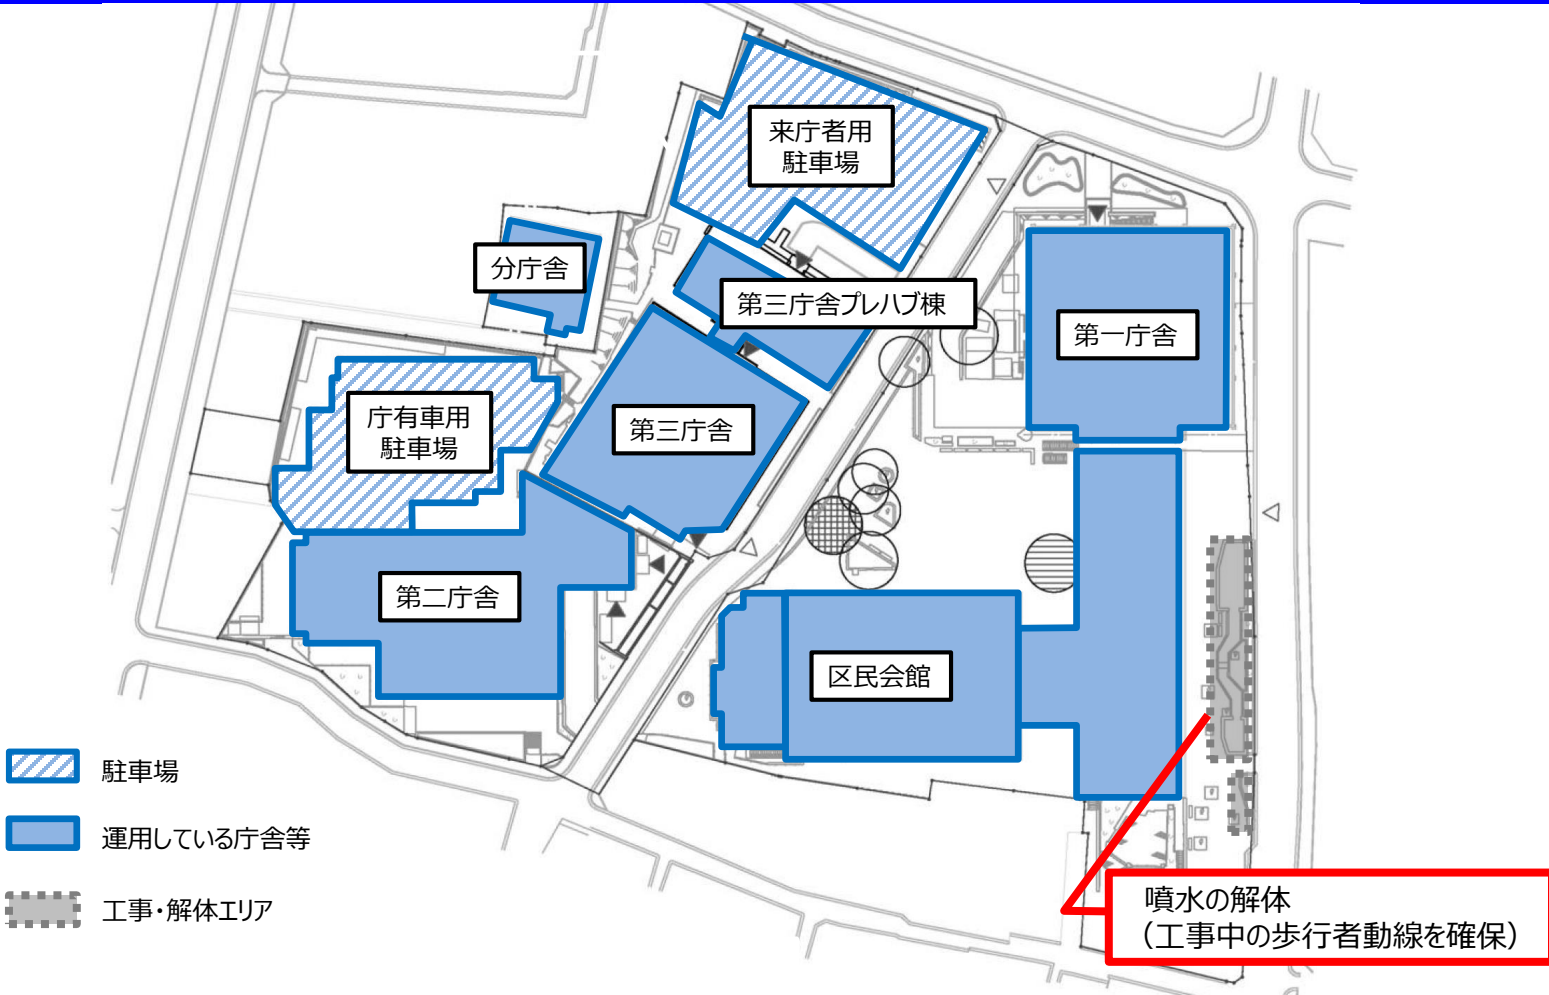 来庁者用
駐車場
分庁舎
第三庁舎プレハブ棟
第一庁舎
庁有車用
駐車場
第三庁舎
第二庁舎
区民会館
駐車場
運用している庁舎等
工事・解体エリア
噴水の解体
（工事中の歩行者動線を確保）